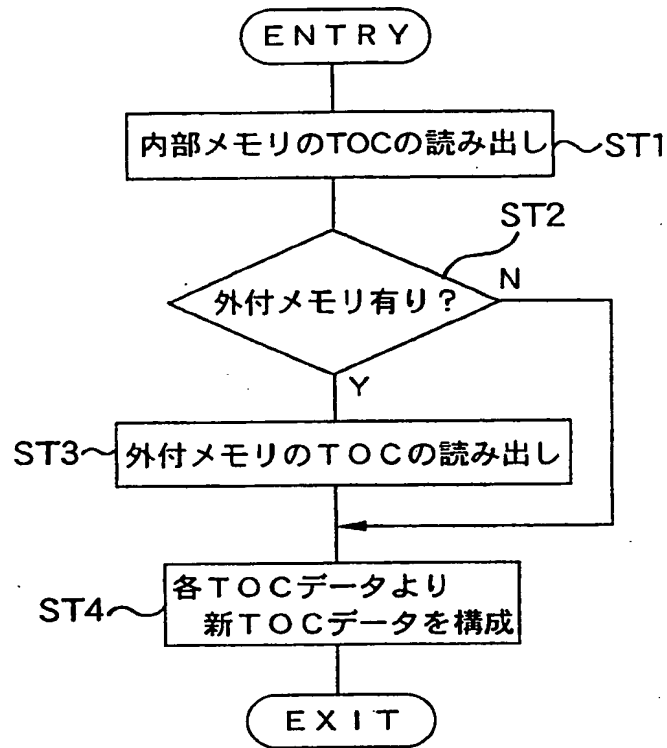 ENTRY
内部メモリのTOCの読み出し
ST1
ST2
外付メモリ有り?
N
Y
ST3
外付メモリのTOCの読み出し
ST4
各TOCデータより
新TOCデータを構成
EXIT